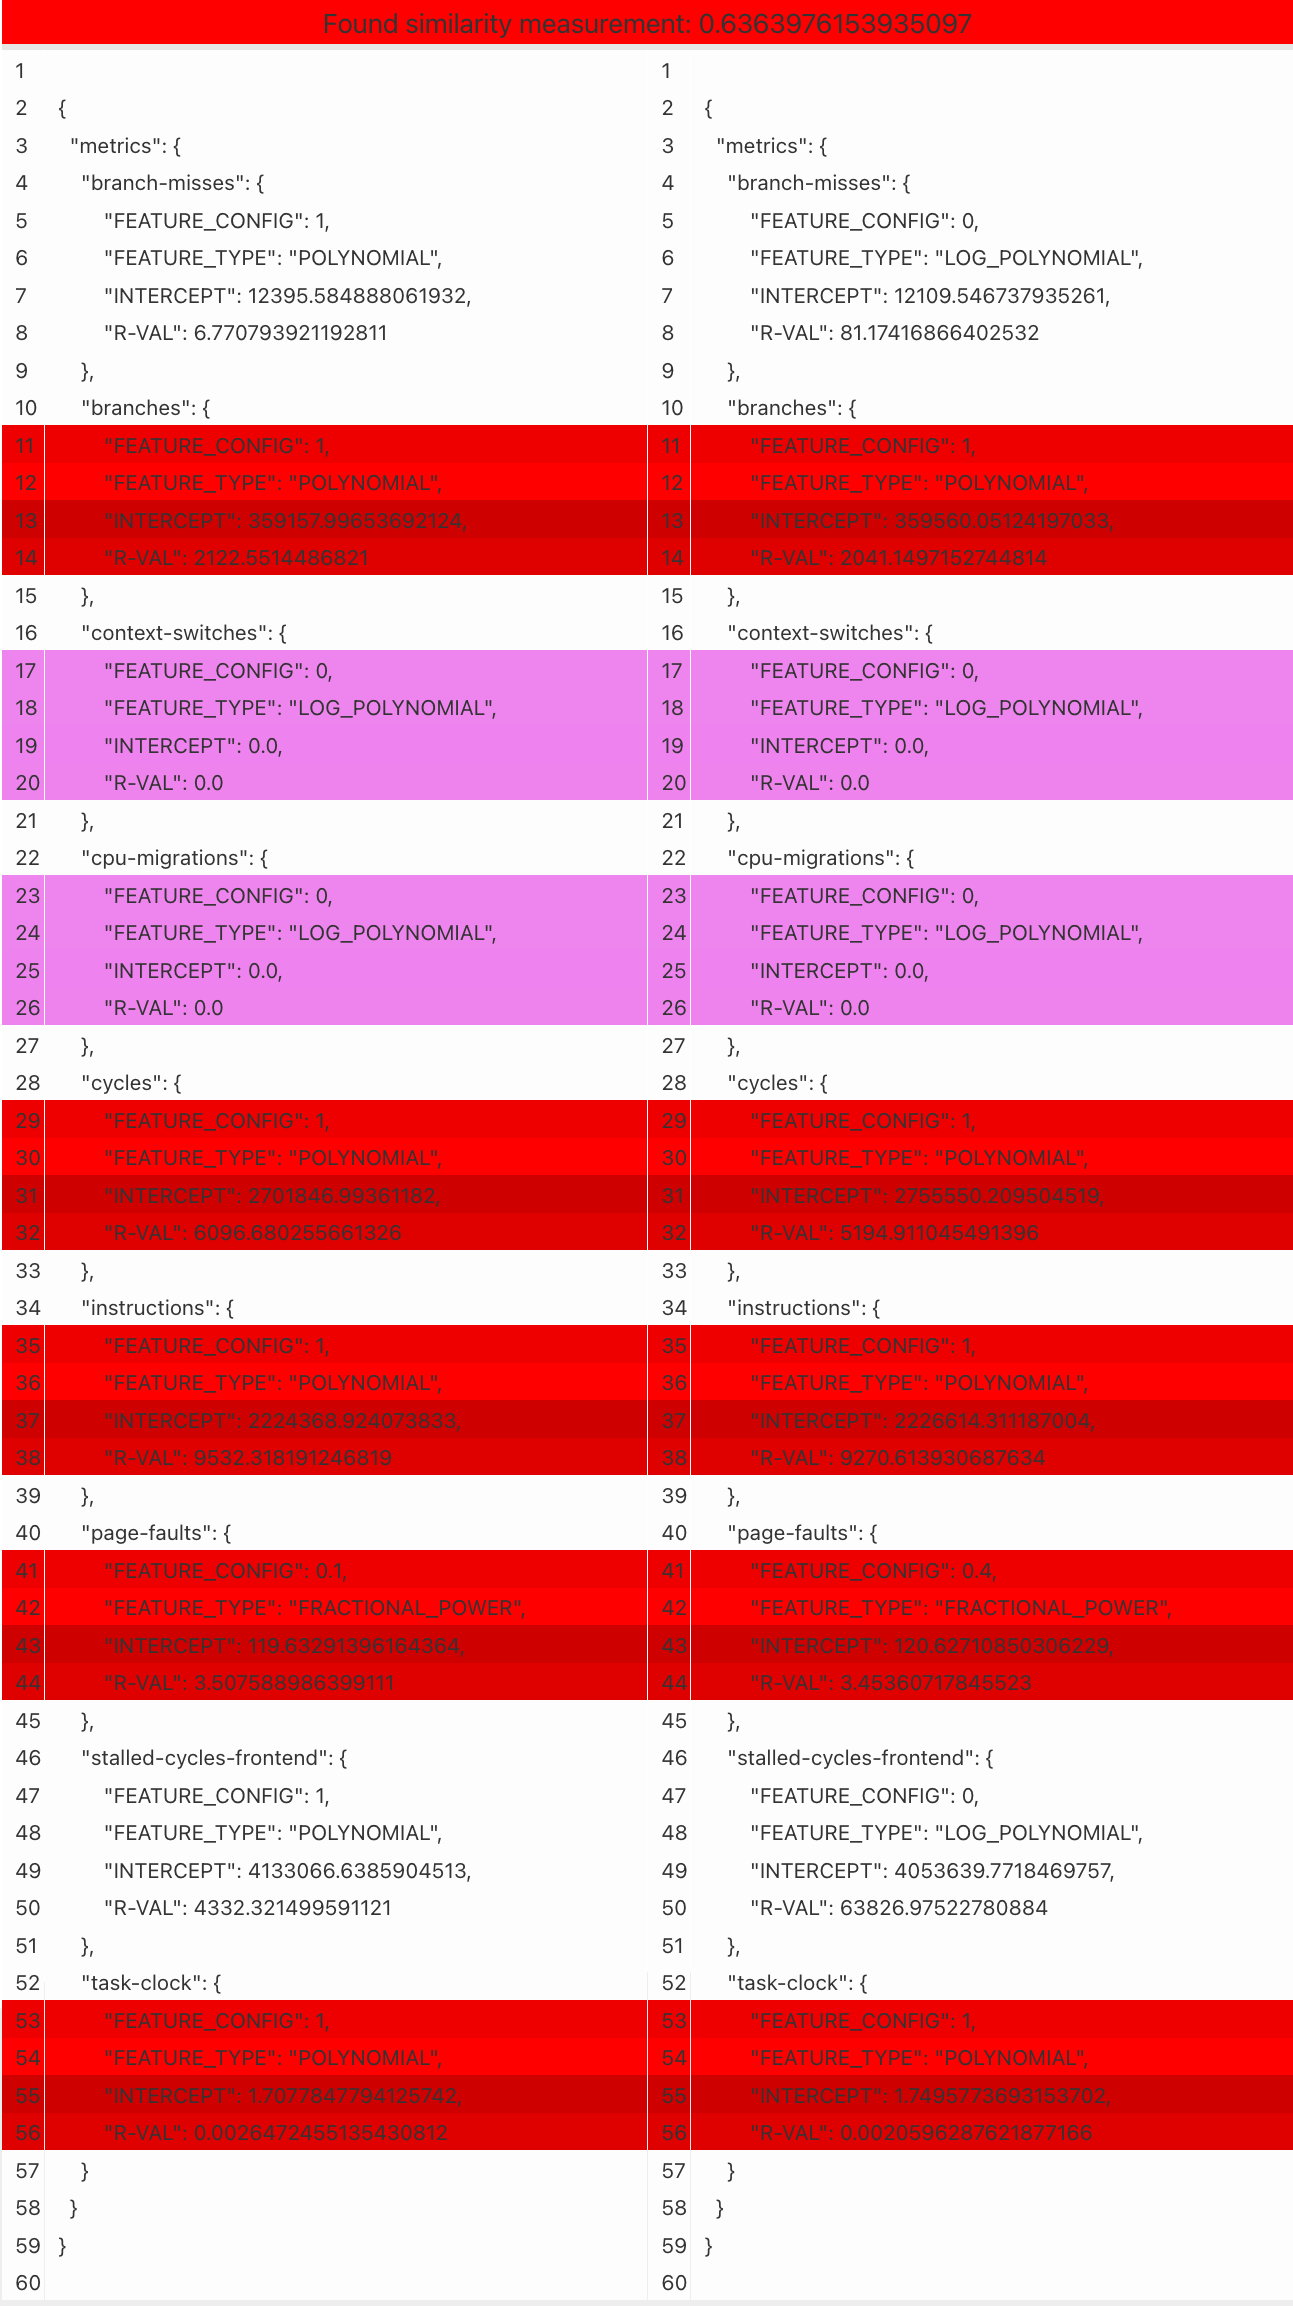 Found similarity measurement: 0.6363976153935097
1 1
2 { 2 {
3 "metrics": { 3 "metrics": {
4 "branch-misses": { 4 "branch-misses": {
5 "FEATURE_CONFIG": 1, 5 "FEATURE_CONFIG": 0,
6 "FEATURE_TYPE": "POLYNOMIAL", 6 "FEATURE_TYPE": "LOG_POLYNOMIAL",
7 "INTERCEPT": 12395.584888061932, 7 "INTERCEPT": 12109.546737935261,
8 "R-VAL": 6.770793921192811 8 "R-VAL": 81.17416866402532
9 }, 9 },
10 "branches": { 10 "branches": {
11 "FEATURE_CONFIG": 1, 11 "FEATURE_CONFIG": 1,
12 "FEATURE_TYPE": "POLYNOMIAL", 12 "FEATURE_TYPE": "POLYNOMIAL",
13 "INTERCEPT": 359157.99653692124, 13 "INTERCEPT": 359560.05124197033,
14 "R-VAL": 2122.5514486821 14 "R-VAL": 2041.1497152744814
15 }, 15 },
16 "context-switches": { 16 "context-switches": {
17 "FEATURE_CONFIG": 0, 17 "FEATURE_CONFIG": 0,
18 "FEATURE_TYPE": "LOG_POLYNOMIAL", 18 "FEATURE_TYPE": "LOG_POLYNOMIAL",
19 "INTERCEPT": 0.0, 19 "INTERCEPT": 0.0,
20 "R-VAL": 0.0 20 "R-VAL": 0.0
21 }, 21 },
22 "cpu-migrations": { 22 "cpu-migrations": {
23 "FEATURE_CONFIG": 0, 23 "FEATURE_CONFIG": 0,
24 "FEATURE_TYPE": "LOG_POLYNOMIAL", 24 "FEATURE_TYPE": "LOG_POLYNOMIAL",
25 "INTERCEPT": 0.0, 25 "INTERCEPT": 0.0,
26 "R-VAL": 0.0 26 "R-VAL": 0.0
27 }, 27 },
28 "cycles": { 28 "cycles": {
29 "FEATURE_CONFIG": 1, 29 "FEATURE_CONFIG": 1,
30 "FEATURE_TYPE": "POLYNOMIAL", 30 "FEATURE_TYPE": "POLYNOMIAL",
31 "INTERCEPT": 2701846.99361182, 31 "INTERCEPT": 2755550.209504519,
32 "R-VAL": 6096.680255661326 32 "R-VAL": 5194.911045491396
33 }, 33 },
34 "instructions": { 34 "instructions": {
35 "FEATURE_CONFIG": 1, 35 "FEATURE_CONFIG": 1,
36 "FEATURE_TYPE": "POLYNOMIAL", 36 "FEATURE_TYPE": "POLYNOMIAL",
37 "INTERCEPT": 2224368.924073833, 37 "INTERCEPT": 2226614.311187004,
38 "R-VAL": 9532.318191246819 38 "R-VAL": 9270.613930687634
39 }, 39 },
40 "page-faults": { 40 "page-faults": {
41 "FEATURE_CONFIG": 0.1, 41 "FEATURE_CONFIG": 0.4,
42 "FEATURE_TYPE": "FRACTIONAL_POWER", 42 "FEATURE_TYPE": "FRACTIONAL_POWER",
43 "INTERCEPT": 119.63291396164364, 43 "INTERCEPT": 120.62710850306229,
44 "R-VAL": 3.507588986399111 44 "R-VAL": 3.45360717845523
45 }, 45 },
46 "stalled-cycles-frontend": { 46 "stalled-cycles-frontend": {
47 "FEATURE_CONFIG": 1, 47 "FEATURE_CONFIG": 0,
48 "FEATURE_TYPE": "POLYNOMIAL", 48 "FEATURE_TYPE": "LOG_POLYNOMIAL",
49 "INTERCEPT": 4133066.6385904513, 49 "INTERCEPT": 4053639.7718469757,
50 "R-VAL": 4332.321499591121 50 "R-VAL": 63826.97522780884
51 }, 51 },
52 "task-clock": { 52 "task-clock": {
53 "FEATURE_CONFIG": 1, 53 "FEATURE_CONFIG": 1,
54 "FEATURE_TYPE": "POLYNOMIAL", 54 "FEATURE_TYPE": "POLYNOMIAL",
55 "INTERCEPT": 1.7077847794125742, 55 "INTERCEPT": 1.7495773693153702,
56 "R-VAL": 0.0026472455135430812 56 "R-VAL": 0.0020596287621877166
57 } 57 }
58 } 58 }
59 } 59 }
60 60